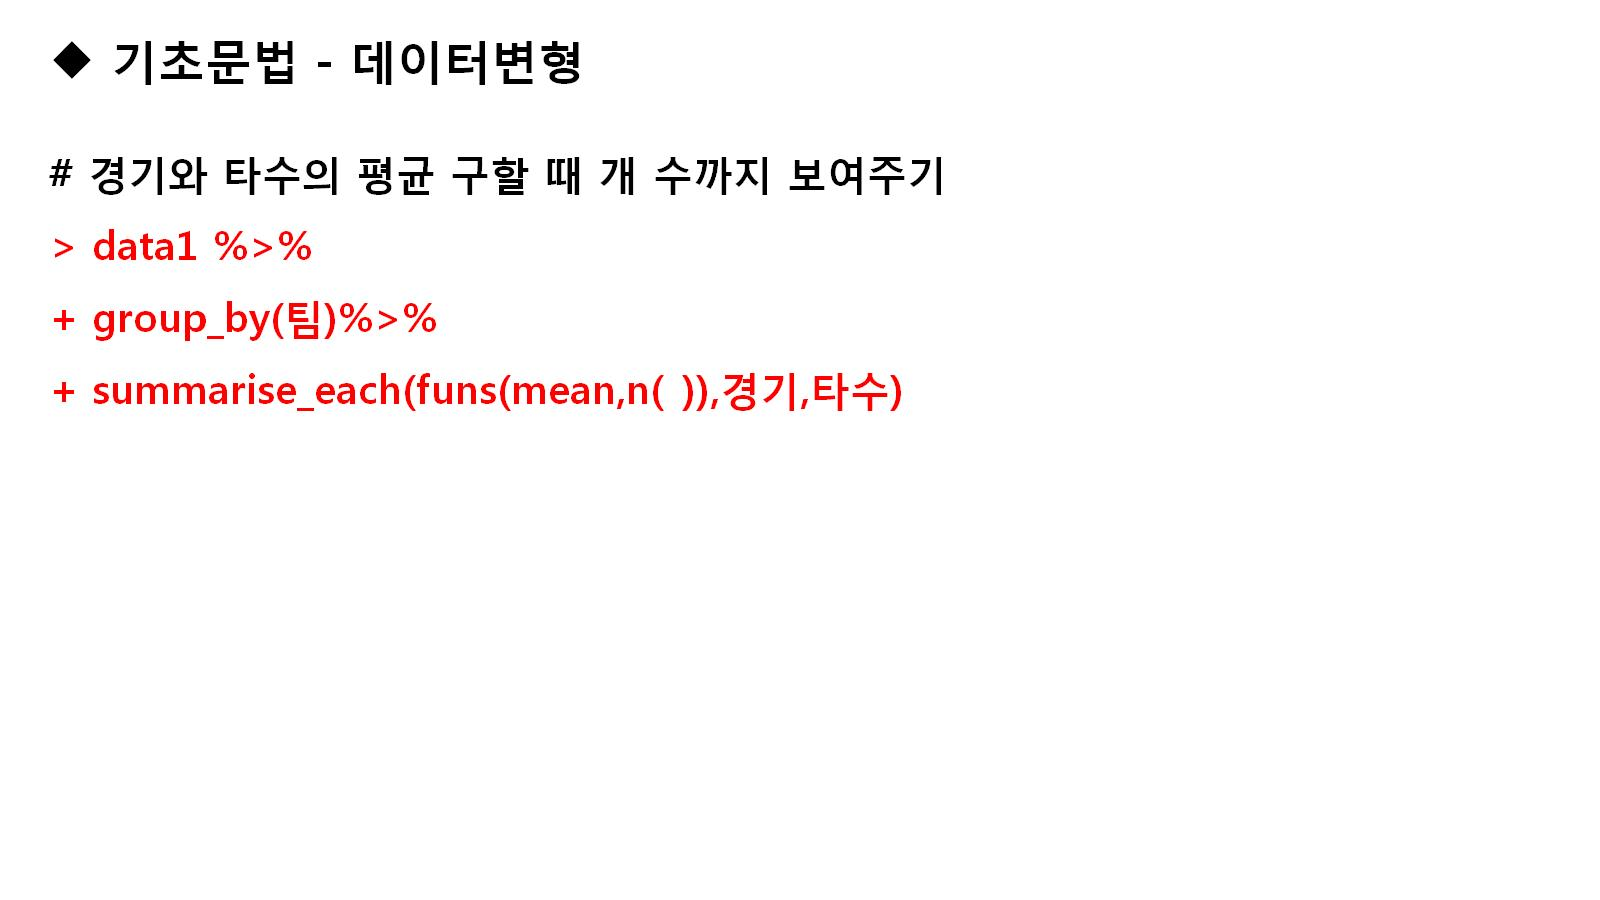 ◆ 기초문법 - 데이터변형
# 경기와 타수의 평균 구할 때 개 수까지 보여주기
> data1 %>%
+ group_by(팀)%>%
+ summarise_each(funs(mean,n( )),경기,타수)